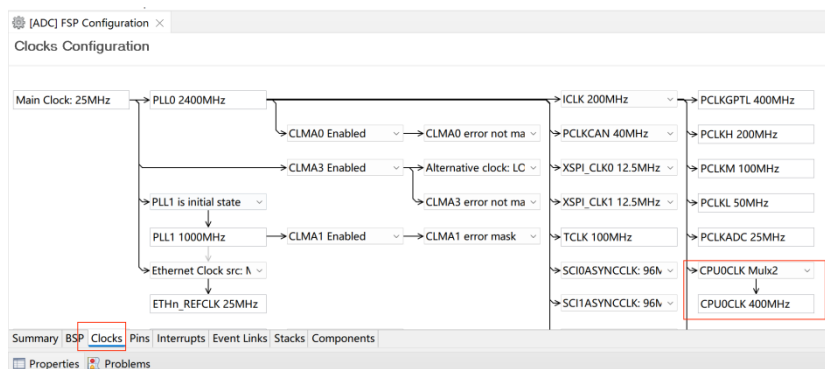 [ADC] FSP Configuration
Clocks Configuration
Main Clock: 25MHz
PLL0 2400MHz
ICLK 200MHz
PCLKGPTL 400MHz
CLMA0 Enabled
CLMA0 error not ma
PCLKCAN 40MHz
PCLKH 200MHz
CLMA3 Enabled
Alternative clock: LC
XSPI_CLK0 12.5MHz
PCLKM 100MHz
PLL1 is initial state
CLMA3 error not ma
XSPI_CLK1 12.5MHz
PCLKL 50MHz
PLL1 1000MHz
CLMA1 Enabled
CLMA1 error mask
TCLK 100MHz
PCLKADC 25MHz
Ethernet Clock src: M
SCI0ASYNCCLK: 96M
CPU0CLK Mulx2
ETHn_REFCLK 25MHz
SCI1ASYNCCLK: 96M
CPU0CLK 400MHz
Summary BSP Clocks Pins Interrupts Event Links Stacks Components
Properties Problems